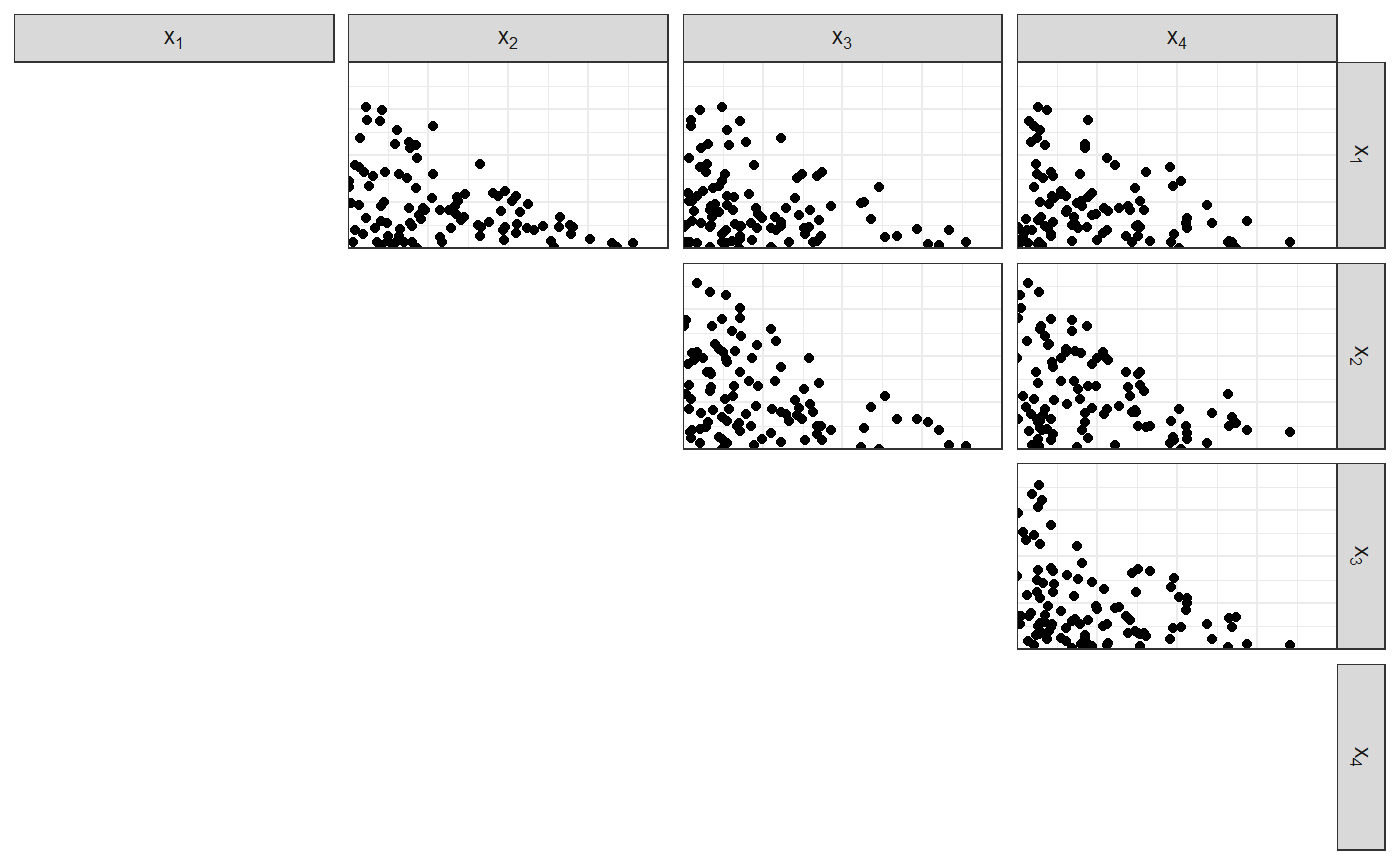 x₁ x₂ x₃ x₄
x₁
x₂
x₃
x₄